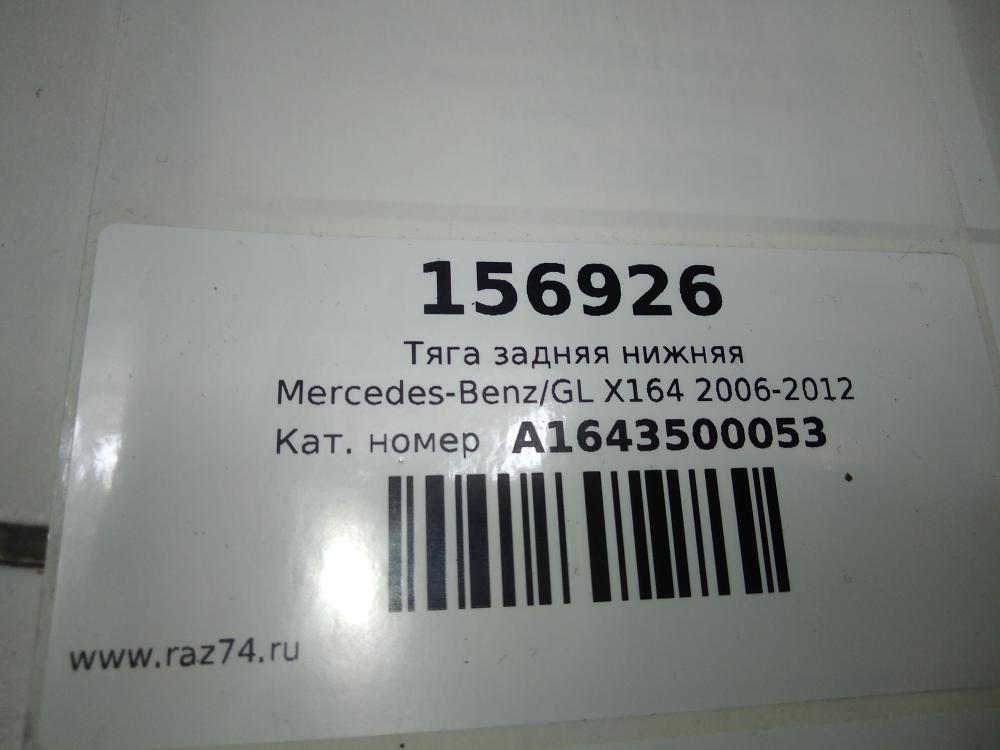 156926
Тяга задняя нижняя
Mercedes-Benz/GL X164 2006-2012
Кат. номер A1643500053
www.raz74.ru